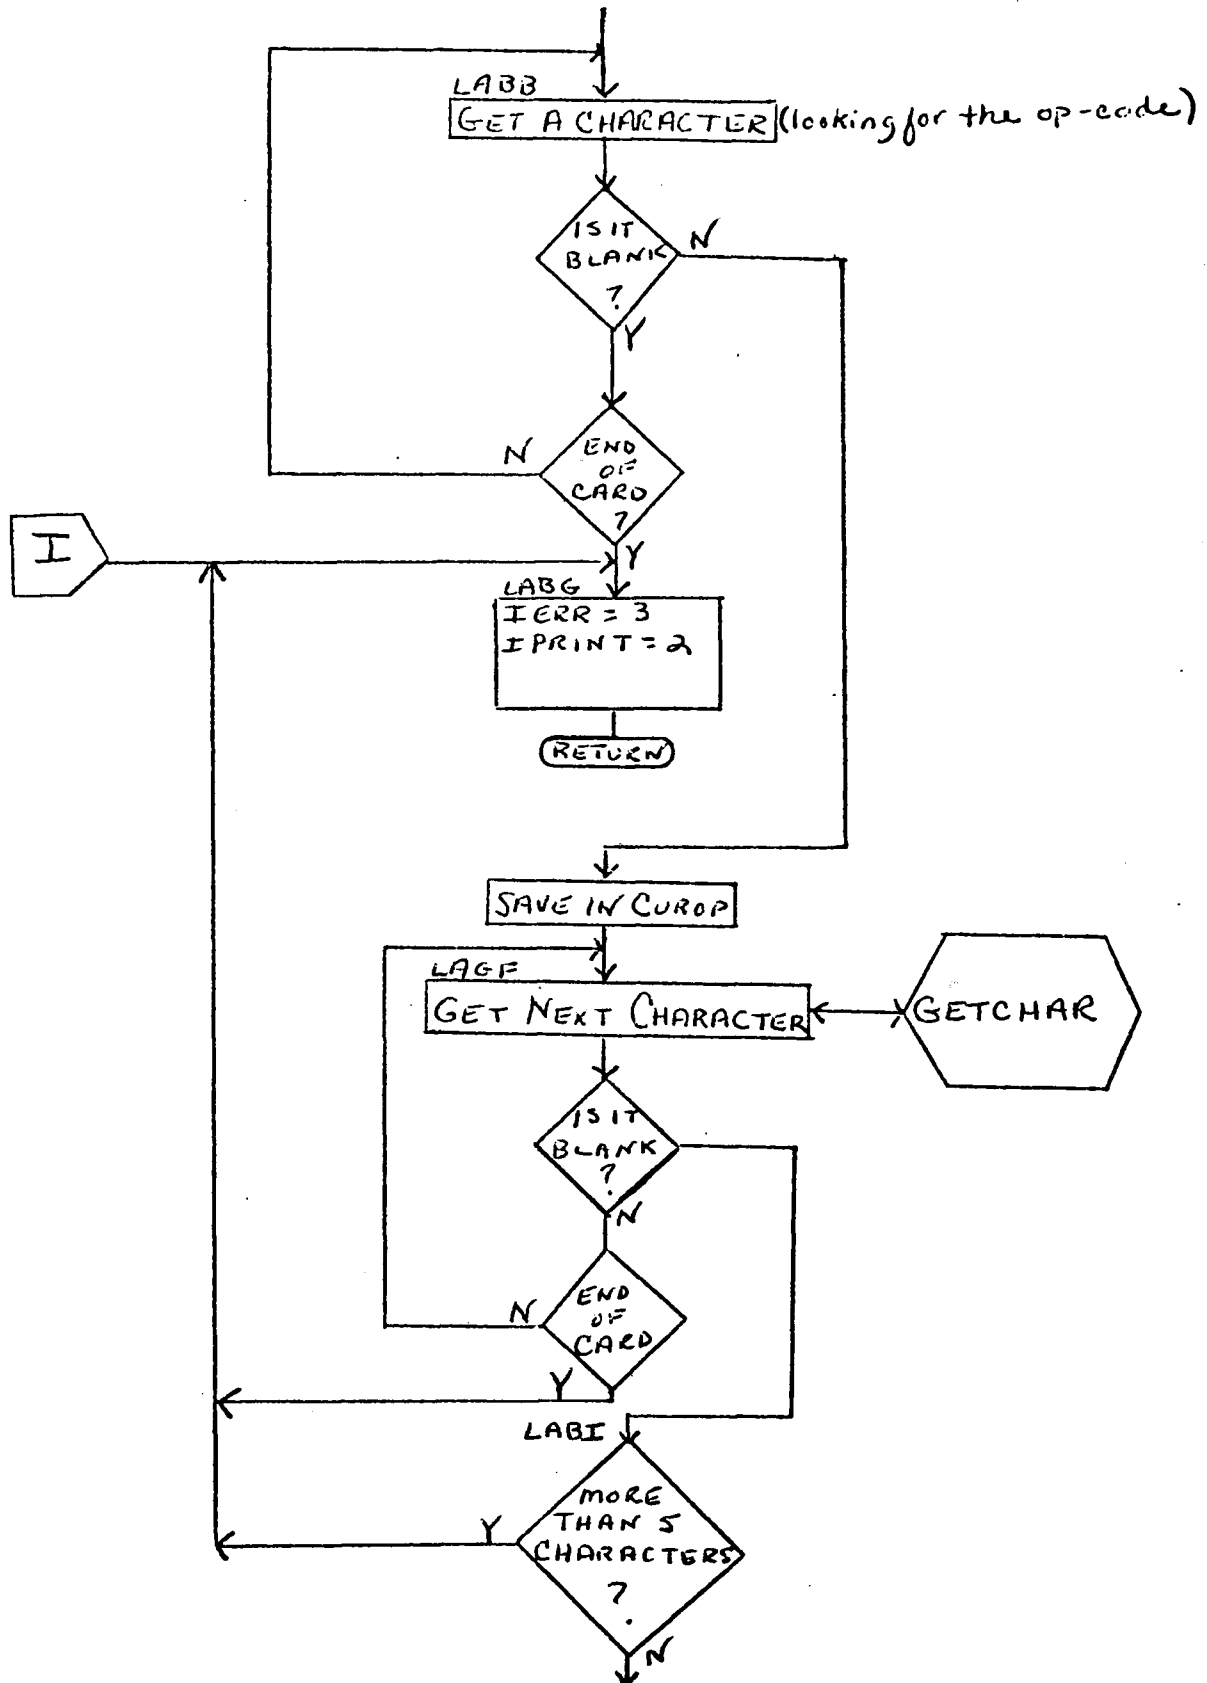 LABB
GET A CHARACTER (looking for the op-code)
IS IT
BLANK
?
N
Y
END
OF
CARD
?
N
Y
I
LABG
IERR = 3
IPRINT = 2
RETURN
SAVE IN CUROP
LAGF
GET NEXT CHARACTER
GETCHAR
IS IT
BLANK
?
N
END
OF
CARD
N
Y
LABI
MORE
THAN 5
CHARACTERS
?
Y
N